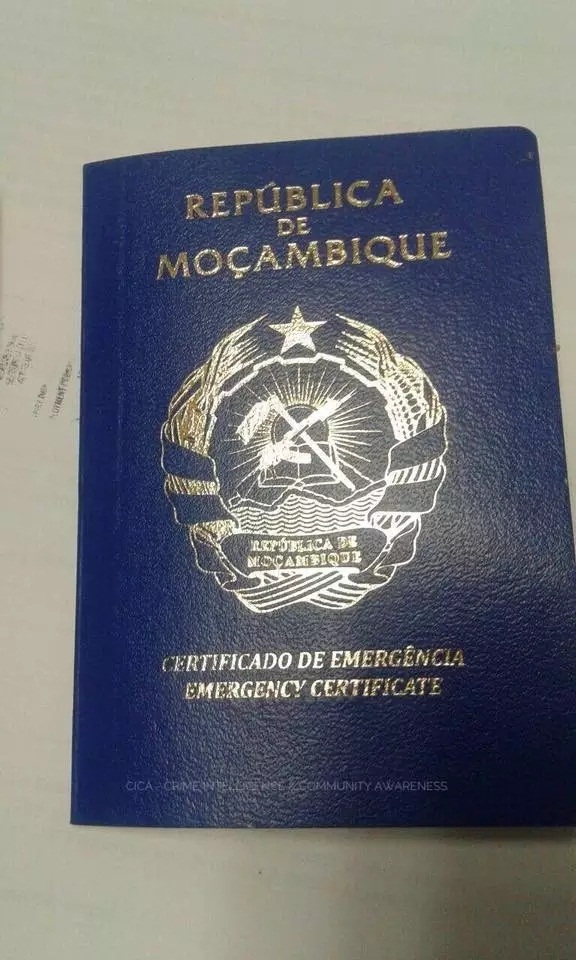 REPÚBLICA
DE
MOÇAMBIQUE
REPÚBLICA DE
MOÇAMBIQUE
CERTIFICADO DE EMERGÊNCIA
EMERGENCY CERTIFICATE
CICA - CRIME INTELLIGENCE & COMMUNITY AWARENESS